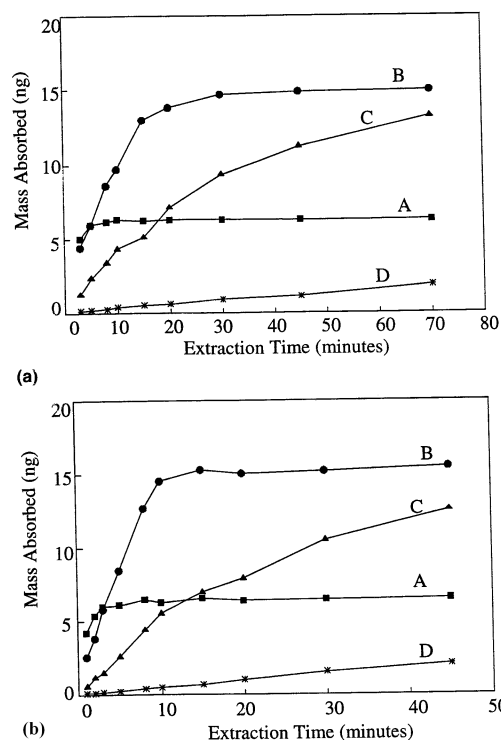 20
15
10
5
0
Mass Absorbed (ng)
B
C
A
D
0 10 20 30 40 50 60 70 80
Extraction Time (minutes)
(a)
20
15
10
5
0
Mass Absorbed (ng)
B
C
A
D
0 10 20 30 40 50
Extraction Time (minutes)
(b)